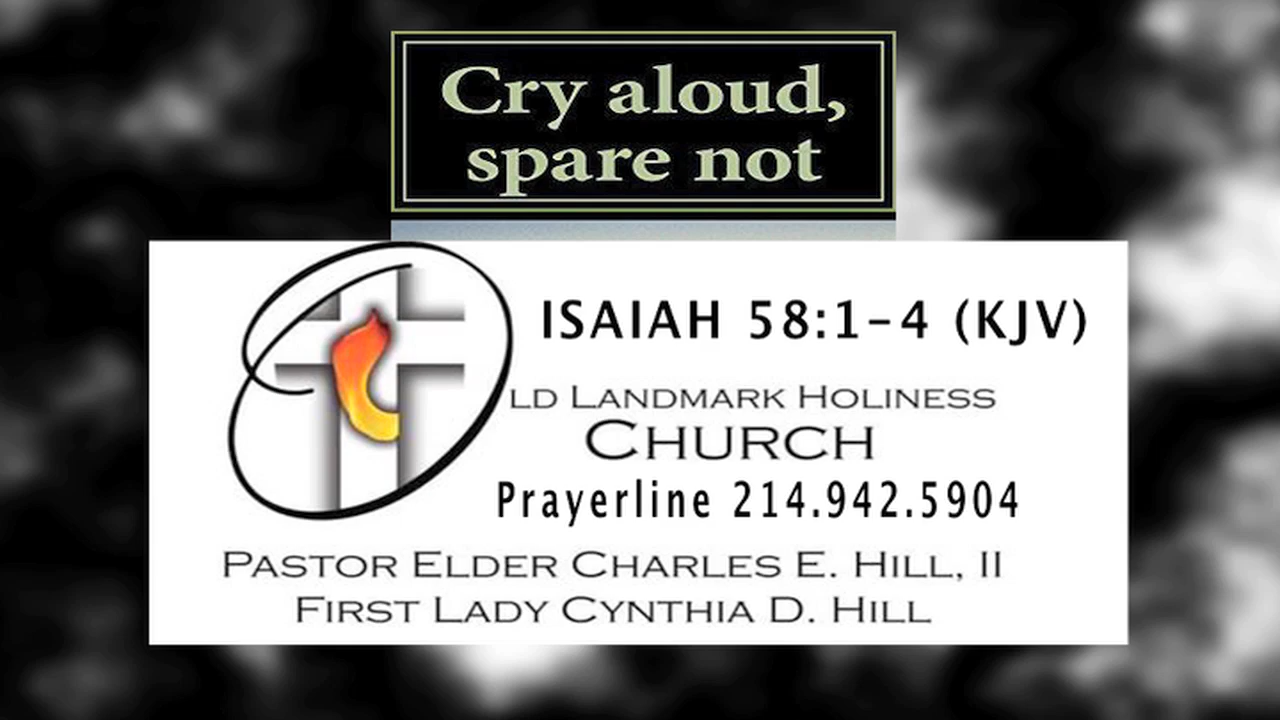 Cry aloud,
spare not
ISAIAH 58:1-4 (KJV)
OLD LANDMARK HOLINESS
CHURCH
Prayerline 214.942.5904
PASTOR ELDER CHARLES E. HILL, II
FIRST LADY CYNTHIA D. HILL